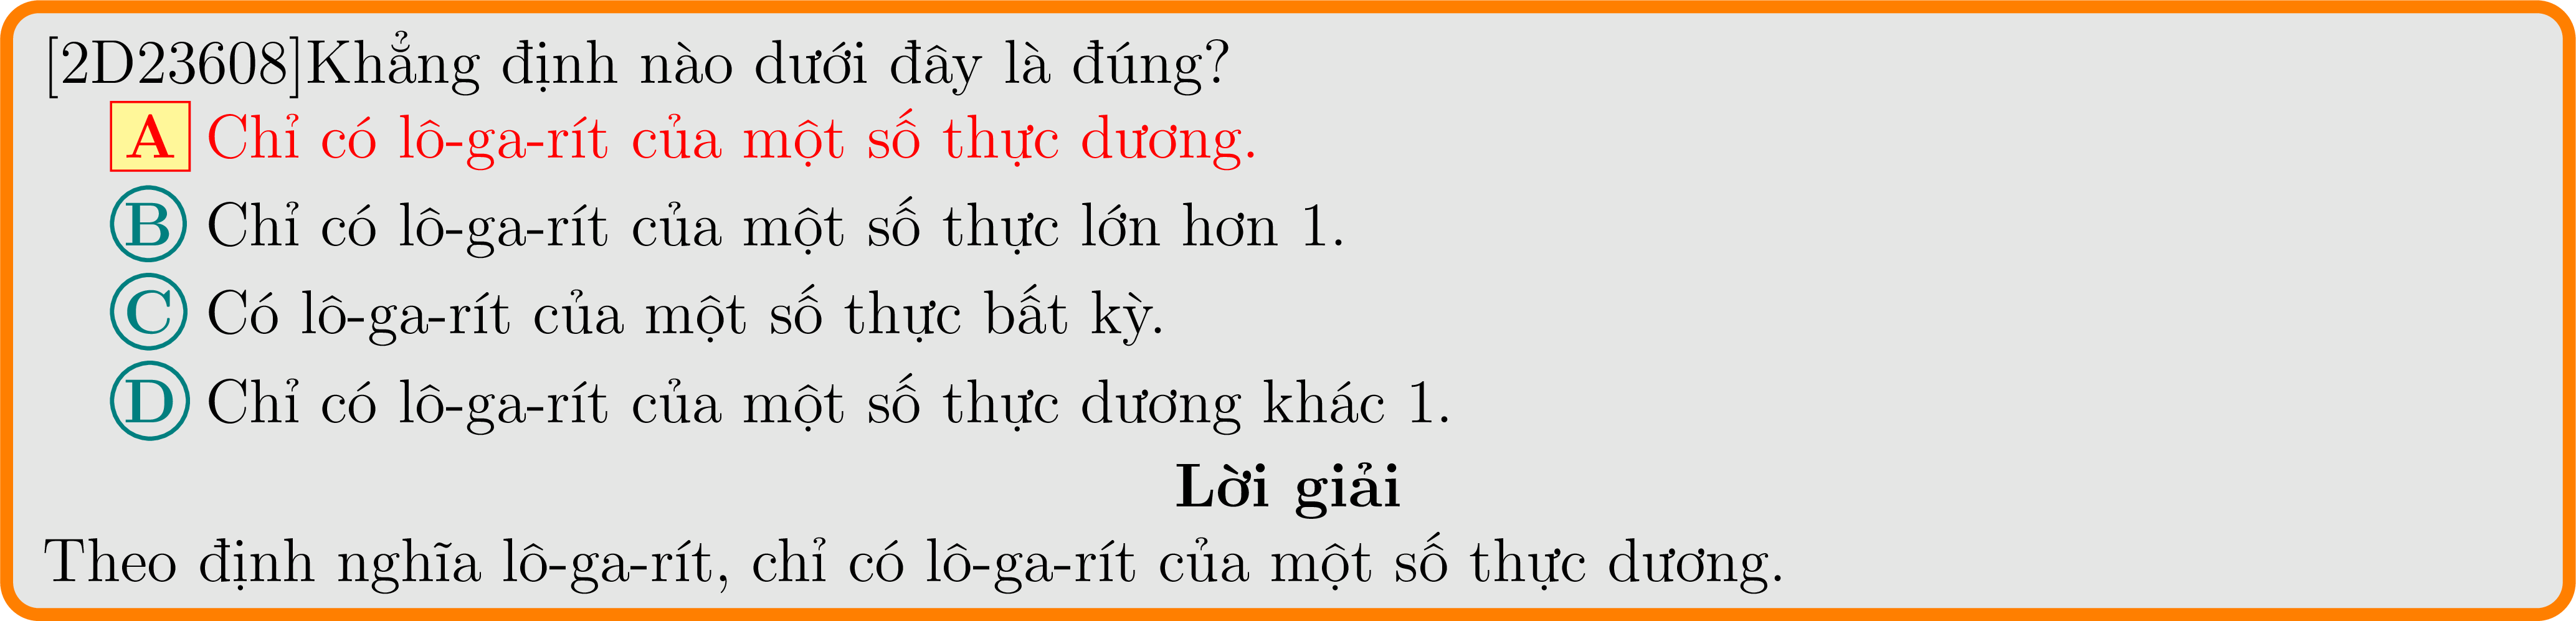 [2D23608]Khẳng định nào dưới đây là đúng?
A Chỉ có lô-ga-rít của một số thực dương.
B Chỉ có lô-ga-rít của một số thực lớn hơn 1.
C Có lô-ga-rít của một số thực bất kỳ.
D Chỉ có lô-ga-rít của một số thực dương khác 1.
Lời giải
Theo định nghĩa lô-ga-rít, chỉ có lô-ga-rít của một số thực dương.